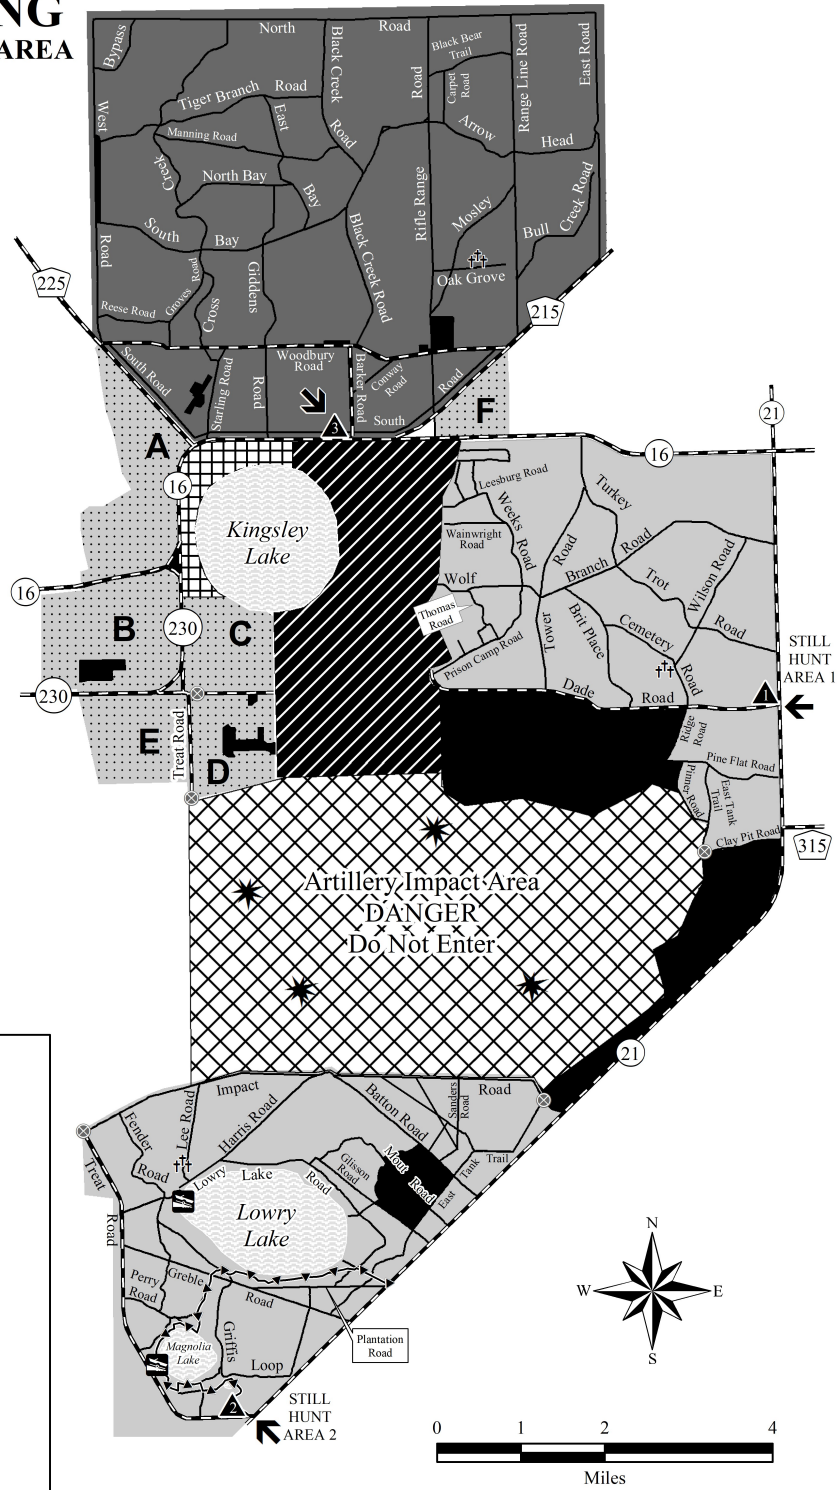 NG
AREA
Bypass
North Road
Black Creek Road
Black Bear Trail
Range Line Road
East Road
Carpet Road
Tiger Branch Road
West Road
Manning Road
East Bay
Arrow Head
Creek
North Bay
Rifle Range Road
Mosley
Bull Creek Road
South Bay
Black Creek Road
Oak Grove
225
215
Reese Road
Groves Road
Cross
Giddens Road
South Road
Starling Road
Woodbury Road
Barker Road
Conway Road
South Road
3
F
A
21
16
16
Leesburg Road
Weeks Road
Turkey
Kingsley Lake
Wainwright Road
Road
Branch Road
Wilson Road
Trot Road
16
Wolf
Thomas Road
Tower
Brit Place
Cemetery Road
B
230
C
Prison Camp Road
STILL
HUNT
AREA 1
1
230
Dade Road
Ridge Road
E
Treat Road
D
Pine Flat Road
Pinner Road
East Tank Trail
Clay Pit Road
315
Artillery Impact Area
DANGER
Do Not Enter
21
Impact Road
Lee Road
Harris Road
Batton Road
Sanders Road
Fender Road
Treat Road
Glisson Road
Mout Road
East Tank Trail
Lowry Lake Road
Lowry
Lake
Perry Road
Greble Road
Griffis Loop
Magnolia
Lake
Plantation
Road
2
STILL
HUNT
AREA 2
N
W E
S
0 1 2 4
Miles